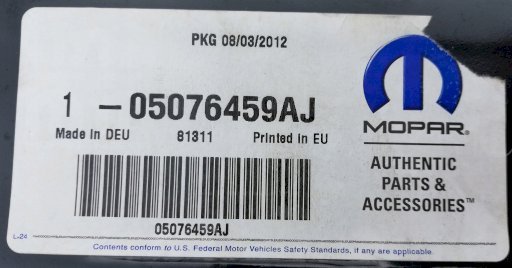 PKG 08/03/2012
1 -05076459AJ
Made in DEU 81311 Printed in EU
05076459AJ
MOPAR®
AUTHENTIC
PARTS &
ACCESSORIES™
L-24
Contents conform to U.S. Federal Motor Vehicles Safety Standards, if any are applicable.